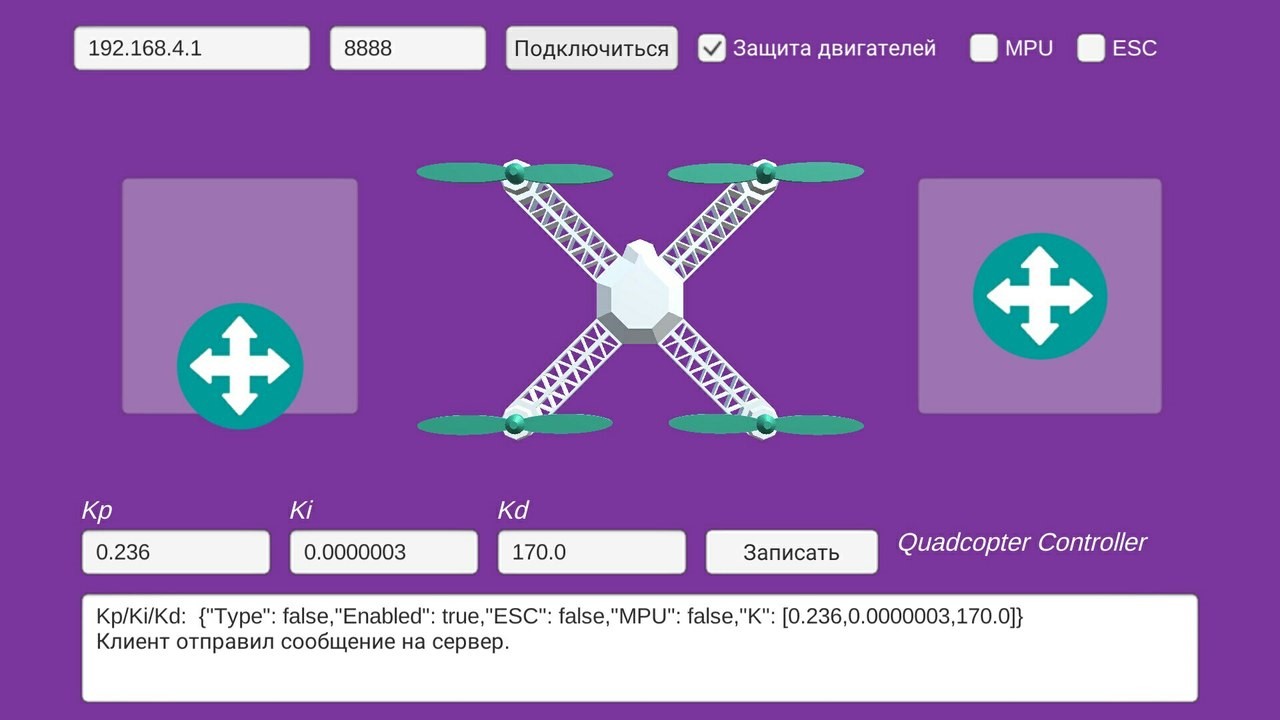 192.168.4.1 8888 Подключиться Защита двигателей MPU ESC
Kp Ki Kd
0.236 0.0000003 170.0 Записать Quadcopter Controller
Kp/Ki/Kd: {"Type": false,"Enabled": true,"ESC": false,"MPU": false,"K": [0.236,0.0000003,170.0]}
Клиент отправил сообщение на сервер.